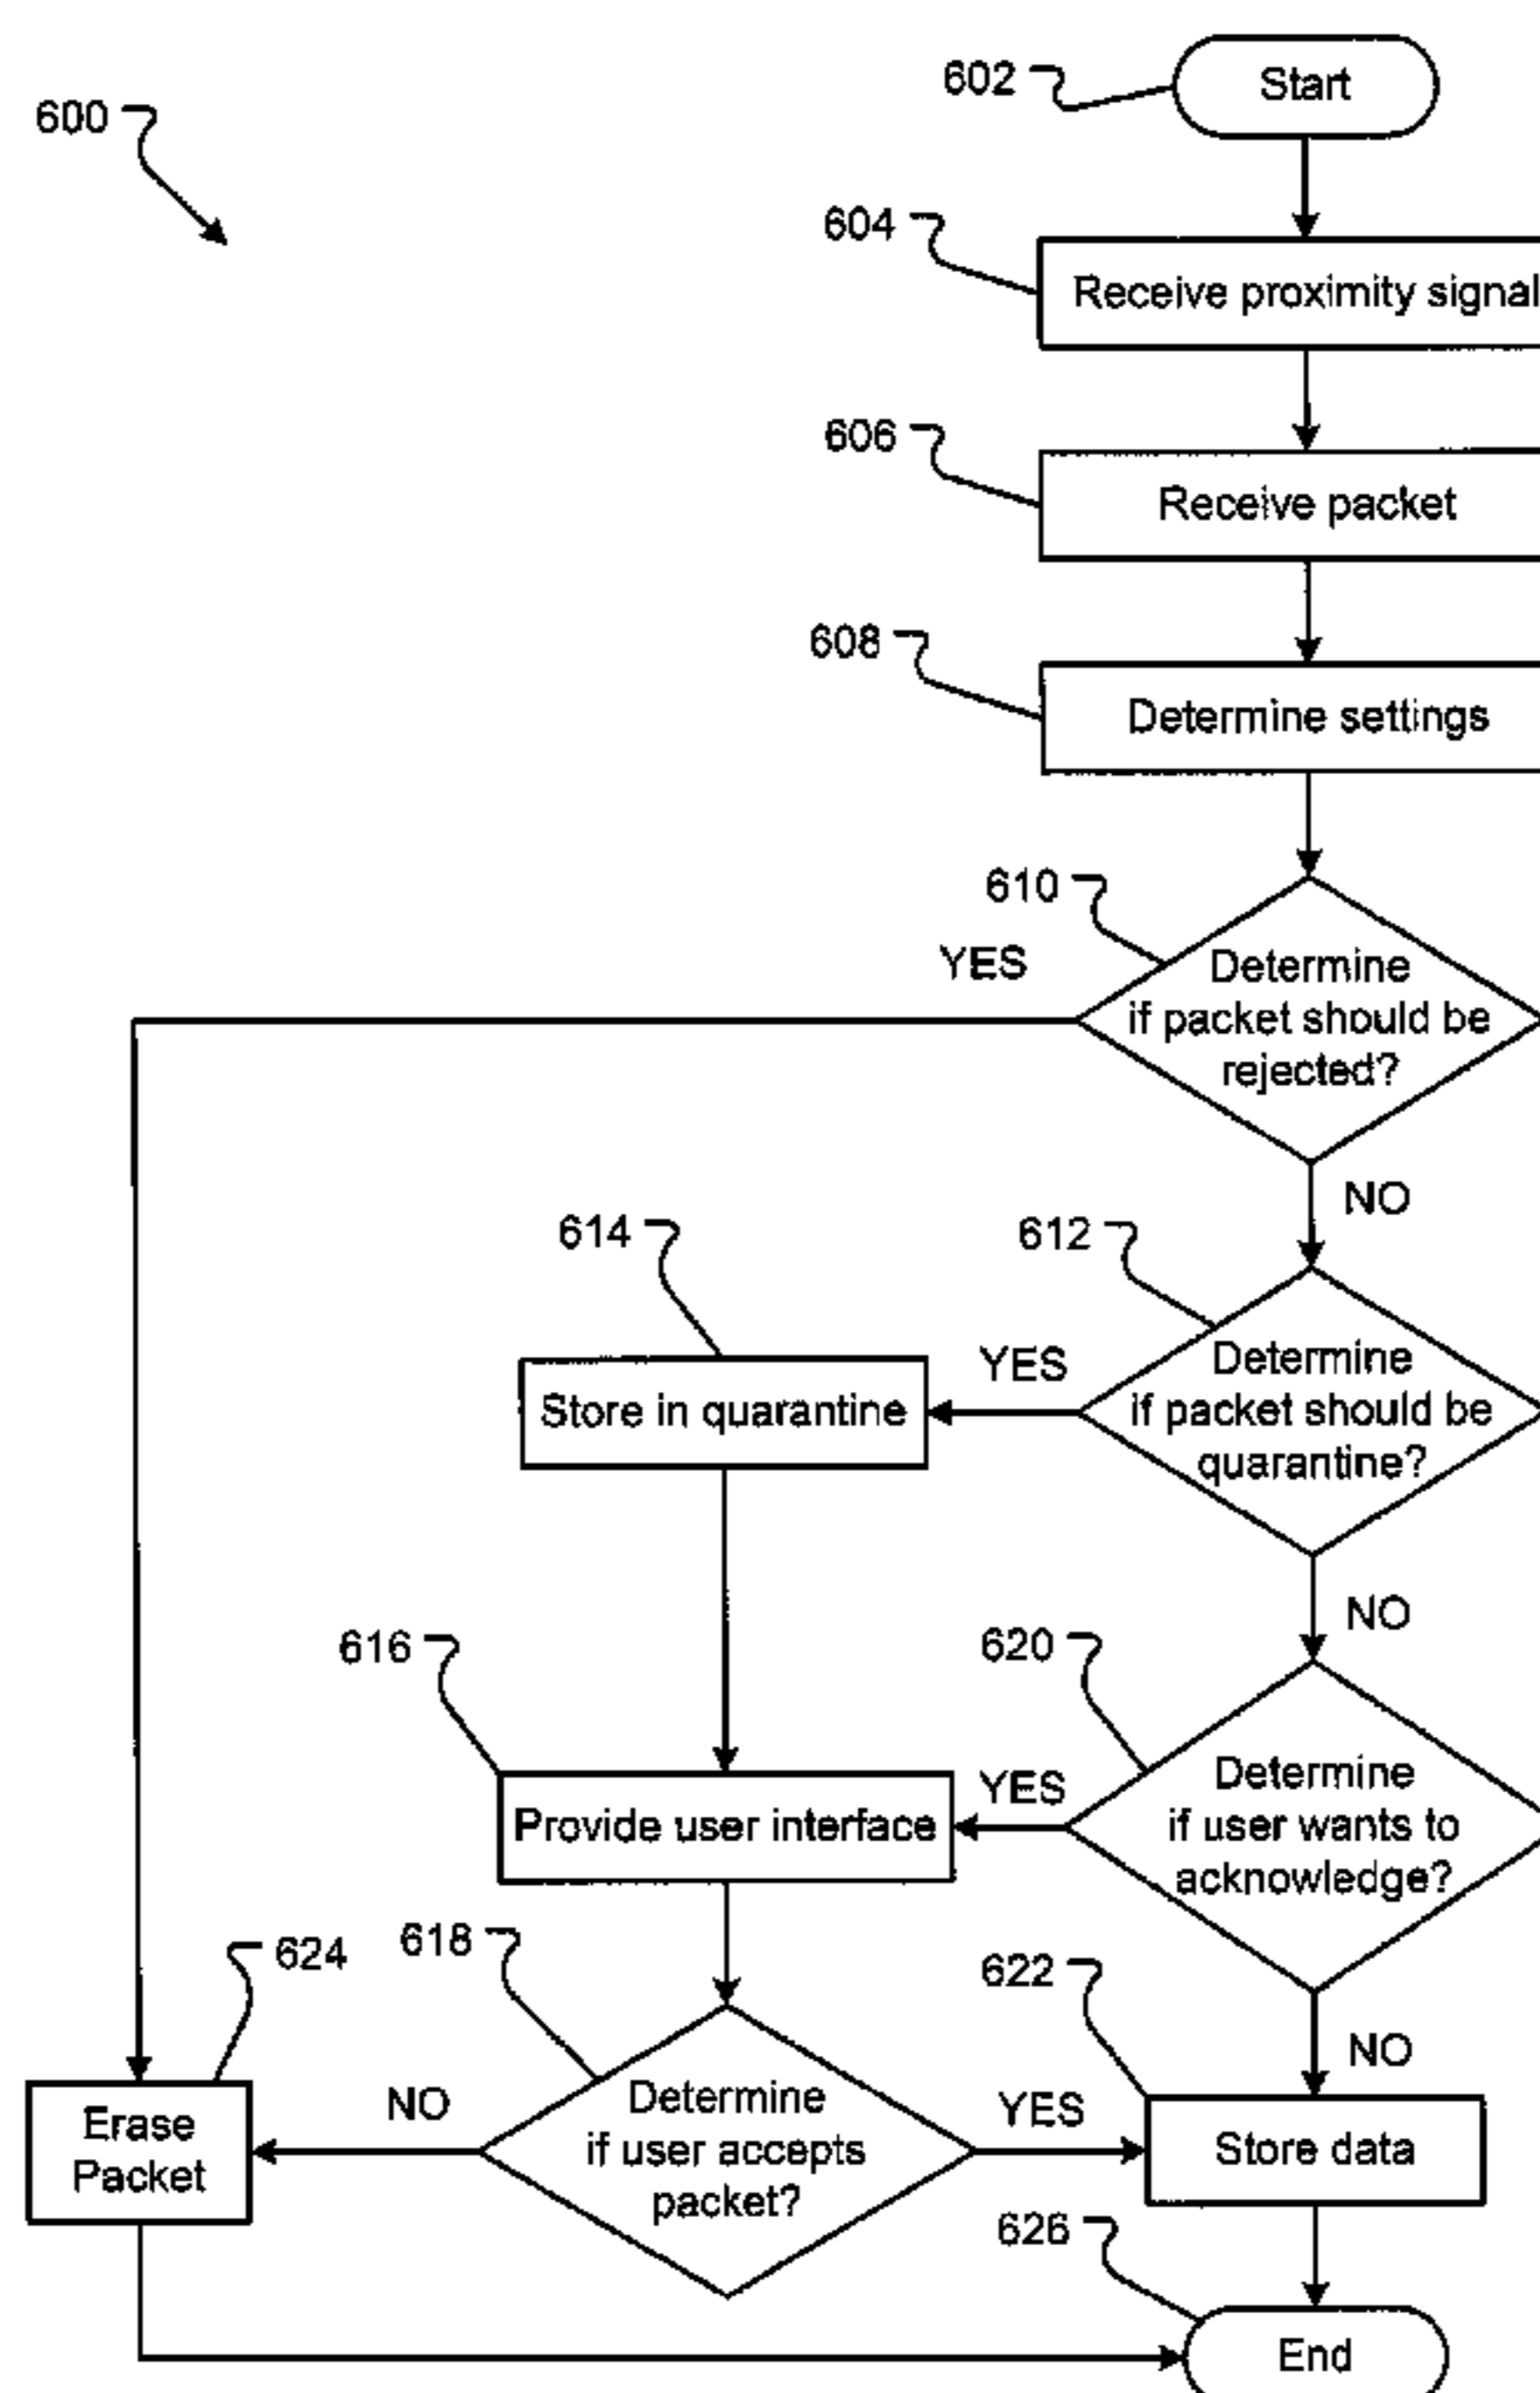 602
Start
600
604
Receive proximity signal
606
Receive packet
608
Determine settings
610
YES
Determine
if packet should be
rejected?
NO
614
612
Store in quarantine
YES
Determine
if packet should be
quarantine?
NO
616
620
Provide user interface
YES
Determine
if user wants to
acknowledge?
624
618
622
NO
Erase
Packet
NO
Determine
if user accepts
packet?
YES
Store data
626
End